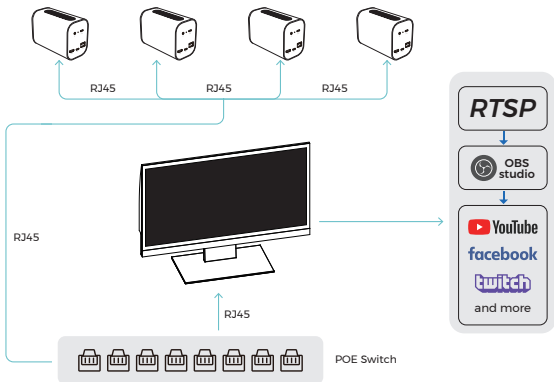 RJ45
RJ45
RJ45
RTSP
OBS
studio
RJ45
YouTube
facebook
twitch
and more
RJ45
POE Switch